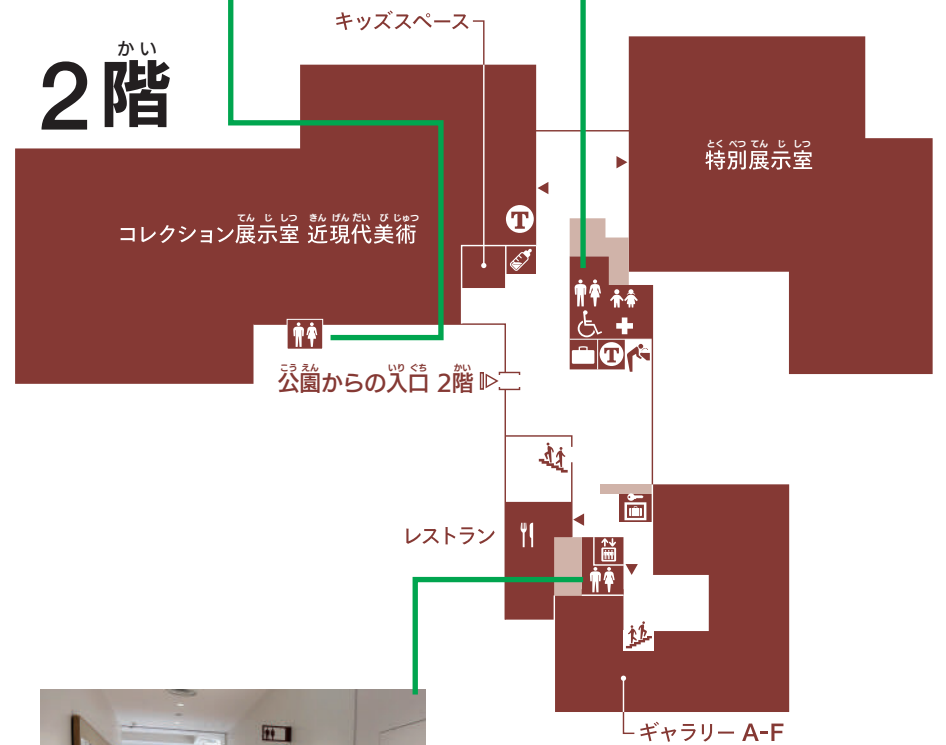 キッズスペース
かい
2階
とくべつてんじしつ
特別展示室
てんじしつ きんげんだいびじゅつ
コレクション展示室 近現代美術
T
T
こうえん いりぐち かい
公園からの入口 2階
レストラン
ギャラリー A-F